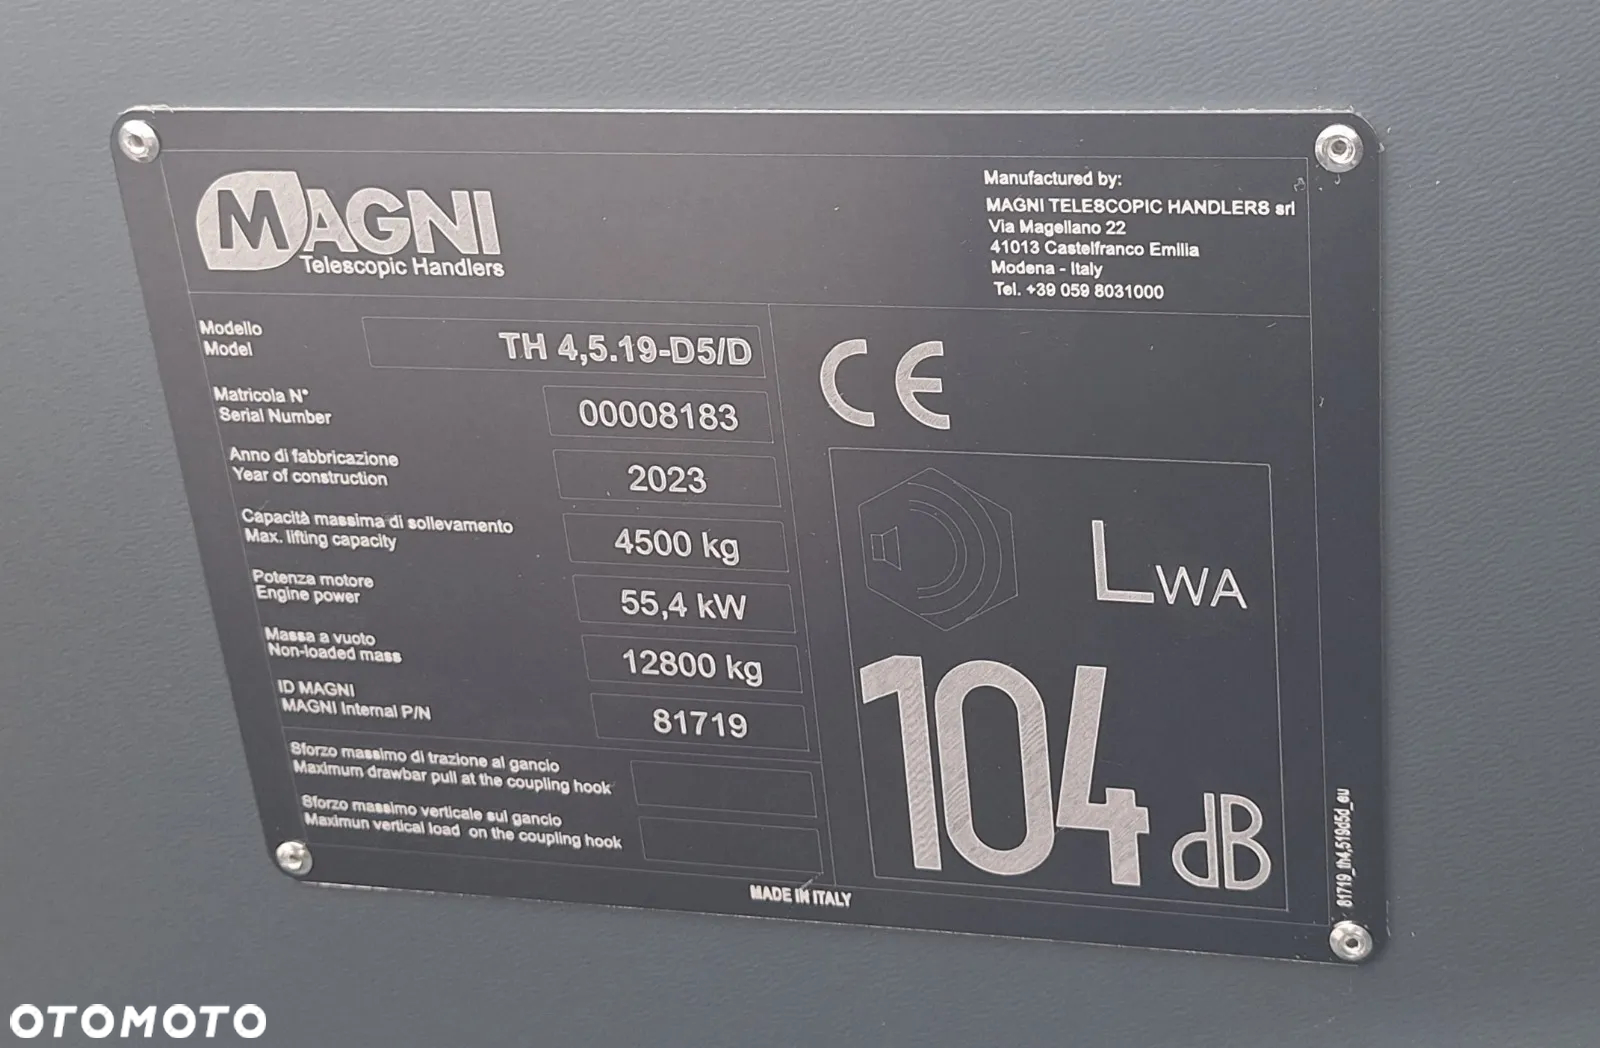 MAGNI
Telescopic Handlers
Manufactured by:
MAGNI TELESCOPIC HANDLERS srl
Via Magellano 22
41013 Castelfranco Emilia
Modena - Italy
Tel. +39 059 8031000
Modello
Model
TH 4,5.19-D5/D
Matricola N°
Serial Number
00008183
Anno di fabbricazione
Year of construction
2023
Capacità massima di sollevamento
Max. lifting capacity
4500 kg
Potenza motore
Engine power
55,4 kW
Massa a vuoto
Non-loaded mass
12800 kg
ID MAGNI
MAGNI Internal P/N
81719
Sforzo massimo di trazione al gancio
Maximum drawbar pull at the coupling hook
Sforzo massimo verticale sul gancio
Maximun vertical load on the coupling hook
CE
LWA
104 dB
MADE IN ITALY
81719_th4,519d5d_eu
OTOMOTO